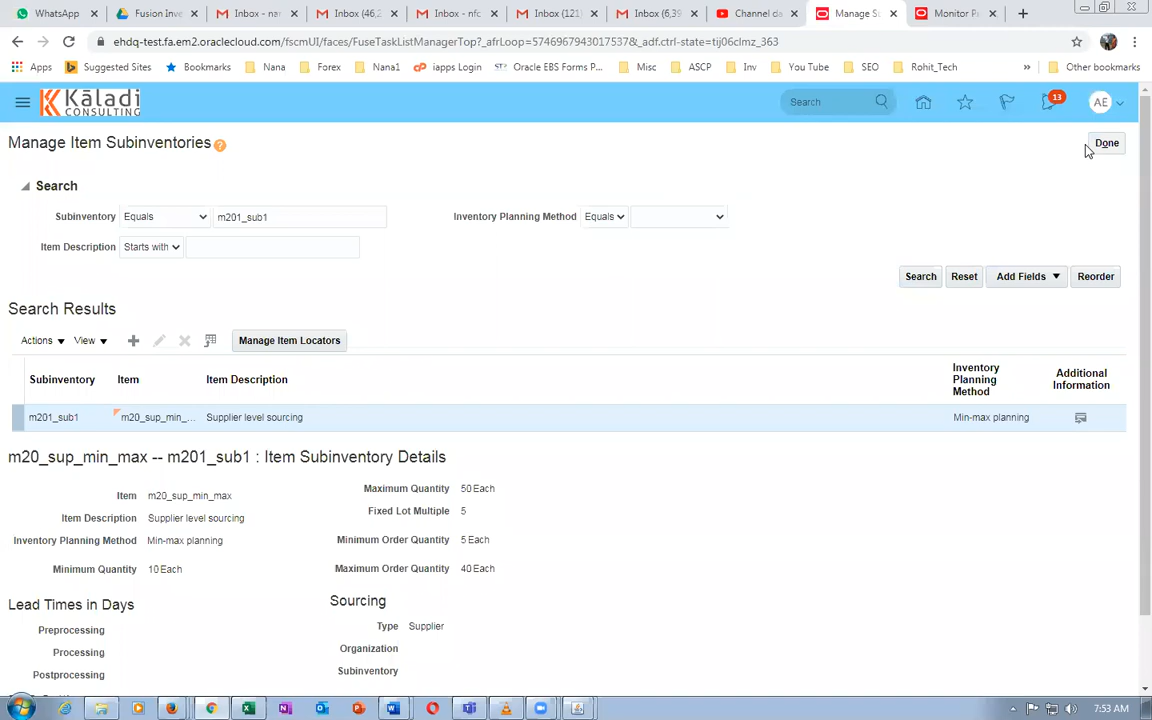 WhatsApp
Fusion Inve
Inbox - nar
Inbox (46,2
Inbox - nfc
Inbox (121)
Inbox (6,39
Channel da
Manage Su
Monitor Pr
ehdq-test.fa.em2.oraclecloud.com/fscmUI/faces/FuseTaskListManagerTop?_afrLoop=5746967943017537&_adf.ctrl-state=tij06clmz_363
Apps Suggested Sites Bookmarks Nana Forex Nana1 iapps Login Oracle EBS Forms P... Misc ASCP Inv You Tube SEO Rohit_Tech » Other bookmarks
Kaladi CONSULTING
Search
13
AE
Manage Item Subinventories
Done
Search
Subinventory Equals m201_sub1 Inventory Planning Method Equals
Item Description Starts with
Search Reset Add Fields Reorder
Search Results
Actions View Manage Item Locators
Subinventory Item Item Description Inventory Planning Method Additional Information
m201_sub1 m20_sup_min_... Supplier level sourcing Min-max planning
m20_sup_min_max -- m201_sub1 : Item Subinventory Details
Item m20_sup_min_max
Item Description Supplier level sourcing
Inventory Planning Method Min-max planning
Minimum Quantity 10 Each
Maximum Quantity 50 Each
Fixed Lot Multiple 5
Minimum Order Quantity 5 Each
Maximum Order Quantity 40 Each
Lead Times in Days
Preprocessing
Processing
Postprocessing
Sourcing
Type Supplier
Organization
Subinventory
7:53 AM